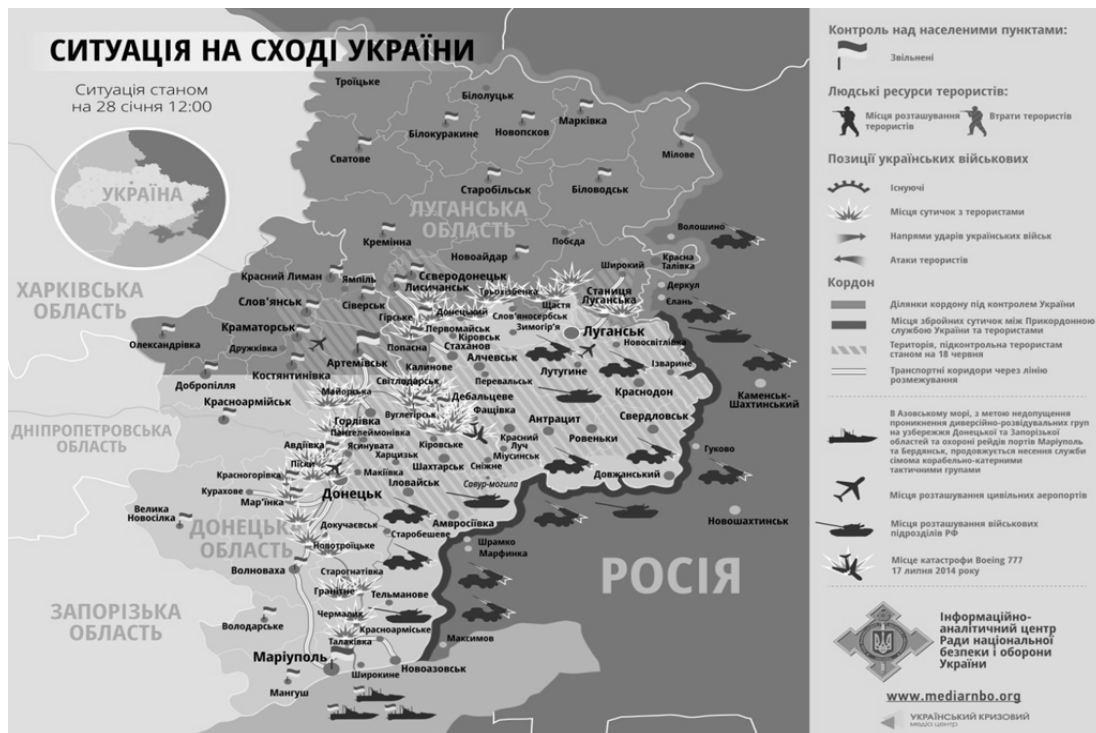 СИТУАЦІЯ НА СХОДІ УКРАЇНИ
Ситуація станом
на 28 січня 12:00
УКРАЇНА
ХАРКІВСЬКА
ОБЛАСТЬ
ДНІПРОПЕТРОВСЬКА
ОБЛАСТЬ
ЗАПОРІЗЬКА
ОБЛАСТЬ
ЛУГАНСЬКА
ОБЛАСТЬ
ДОНЕЦЬКА
ОБЛАСТЬ
РОСІЯ
Троїцьке
Білолуцьк
Білокуракине
Новопсков
Марківка
Сватове
Мілове
Старобільськ
Біловодськ
Кремінна
Новоайдар
Побєда
Волошино
Широкий
Красна
Талівка
Деркул
Єлань
Красний Лиман
Ямпіль
Сєверодонецьк
Лисичанськ
Трьохізбенка
Щастя
Станиця
Луганська
Слов'янськ
Сіверськ
Гірське
Донецький
Слов'яносербськ
Зимогір'я
Луганськ
Краматорськ
Первомайськ
Кіровськ
Олександрівка
Дружківка
Артемівськ
Попасна
Стаханов
Новосвітлівка
Костянтинівка
Калинове
Алчевськ
Лутугине
Ізварине
Добропілля
Світлодарськ
Перевальськ
Краснодон
Каменськ-
Шахтинський
Красноармійськ
Майорськ
Дебальцеве
Горлівка
Вуглегірськ
Фащівка
Антрацит
Свердловськ
Пантелеймонівка
Авдіївка
Ясинувата
Кіровське
Красний
Луч
Ровеньки
Гуково
Харцизьк
Міусинськ
Піски
Красногорівка
Макіївка
Шахтарськ
Сніжне
Довжанський
Курахове
Мар'їнка
Донецьк
Іловайськ
Савур-могила
Велика
Новосілка
Докучаєвськ
Амвросіївка
Новошахтинськ
Старобешеве
Новотроїцьке
Шрамко
Марфинка
Волноваха
Старогнатівка
Гранітне
Тельманове
Володарське
Чермалик
Красноармійське
Талаківка
Максимов
Маріуполь
Широкине
Новоазовськ
Мангуш
Контроль над населеними пунктами:
Звільнені
Людські ресурси терористів:
Місця розташування
терористів
Втрати терористів
Позиції українських військових
Існуючі
Місця сутичок з терористами
Напрями ударів українських військ
Атаки терористів
Кордон
Ділянки кордону під контролем України
Місця збройних сутичок між Прикордонною
службою України та терористами
Територія, підконтрольна терористам
станом на 18 червня
Транспортні коридори через лінію
розмежування
В Азовському морі, з метою недопущення
проникнення диверсійно-розвідувальних груп
на узбережжя Донецької та Запорізької
областей та охороні рейдів портів Маріуполь
та Бердянськ, продовжується несення служби
сімома корабельно-катерними
тактичними групами
Місця розташування цивільних аеропортів
Місця розташування військових
підрозділів РФ
Місце катастрофи Boeing 777
17 липня 2014 року
Інформаційно-
аналітичний центр
Ради національної
безпеки і оборони
України
www.mediarnbo.org
УКРАЇНСЬКИЙ КРИЗОВИЙ
медіа центр